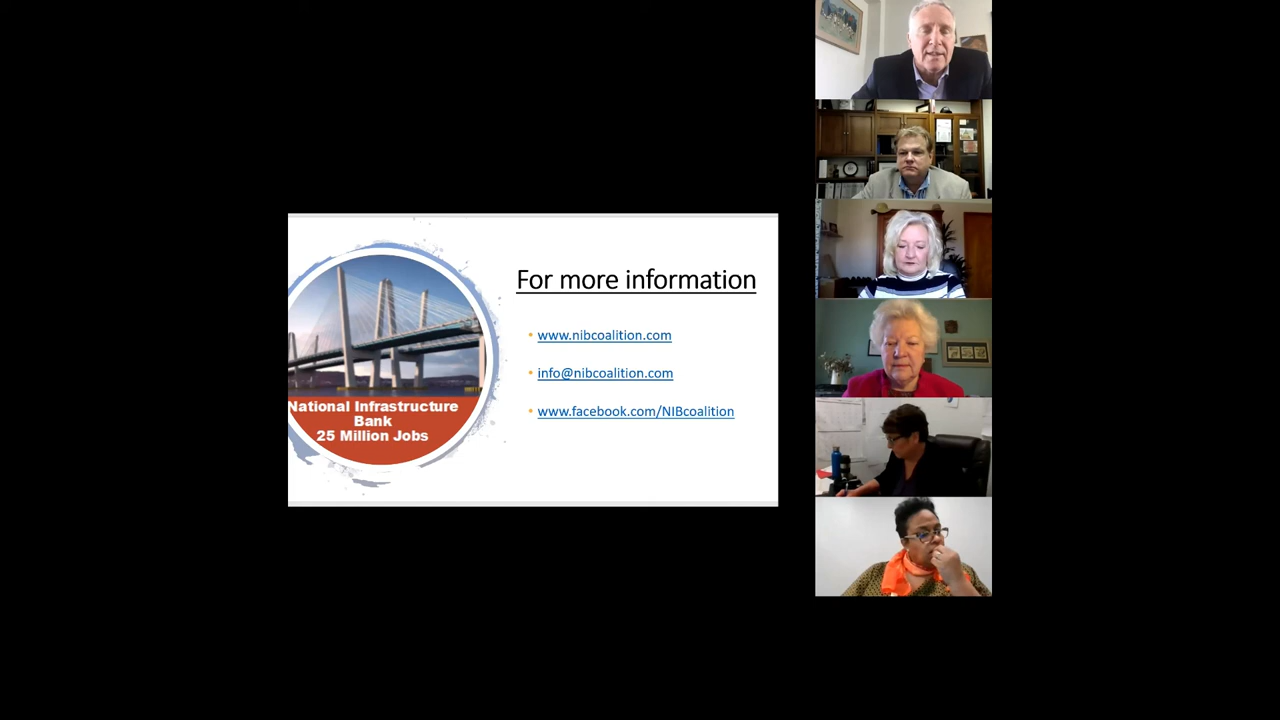 For more information
• www.nibcoalition.com
• info@nibcoalition.com
• www.facebook.com/NIBcoalition
National Infrastructure
Bank
25 Million Jobs